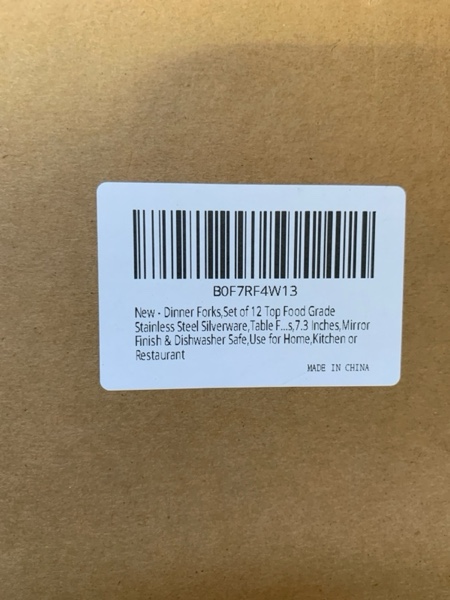 B0F7RF4W13
New - Dinner Forks,Set of 12 Top Food Grade
Stainless Steel Silverware,Table F...s,7.3 Inches,Mirror
Finish & Dishwasher Safe,Use for Home,Kitchen or
Restaurant
MADE IN CHINA